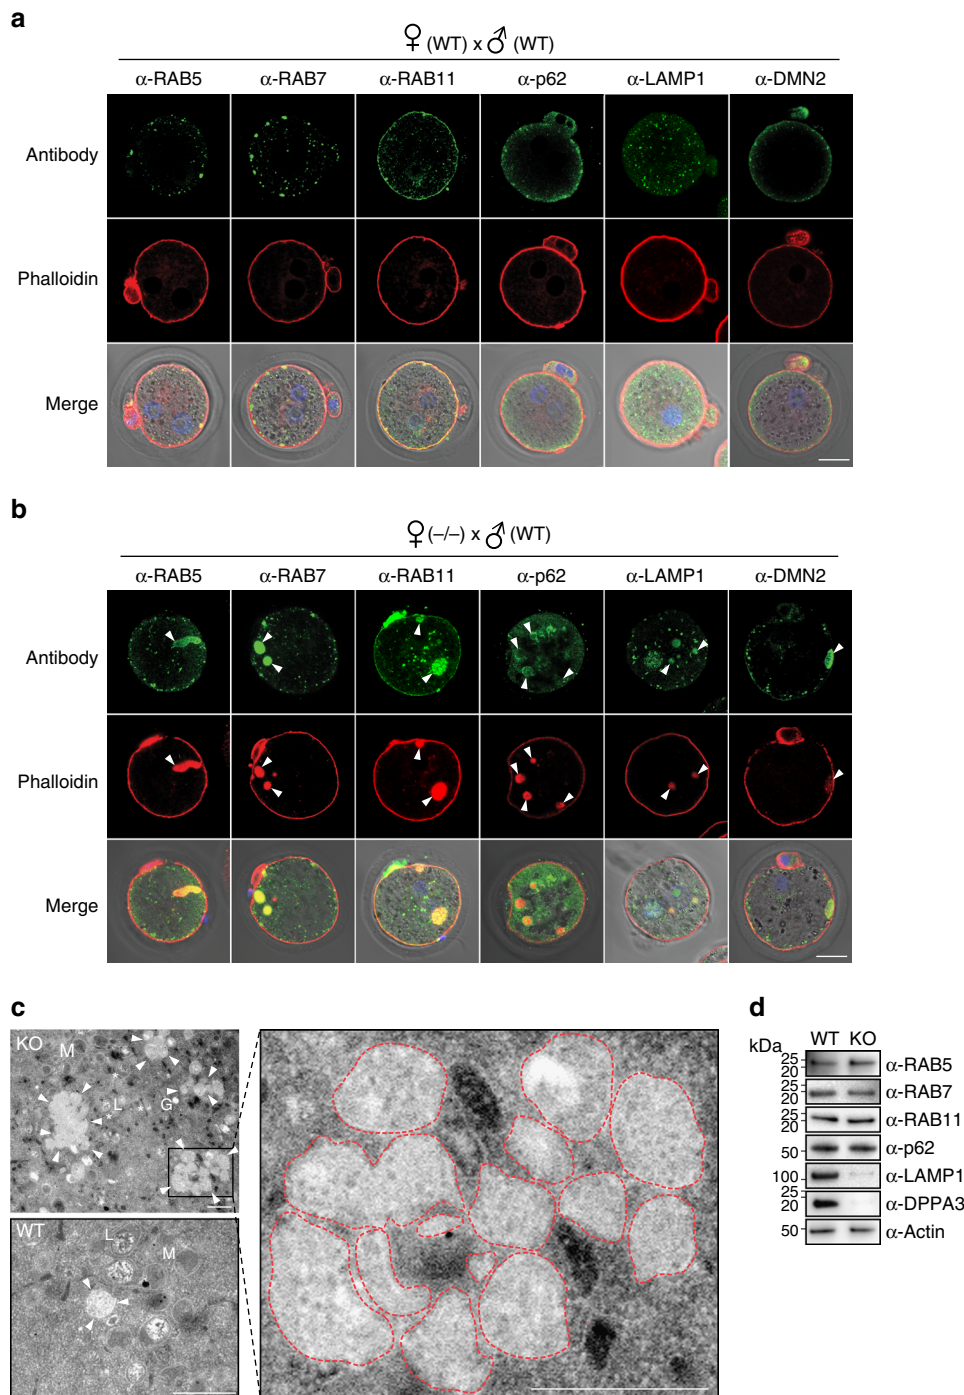 a
♀ (WT) x ♂ (WT)
α-RAB5 α-RAB7 α-RAB11 α-p62 α-LAMP1 α-DMN2
Antibody
Phalloidin
Merge
b
♀ (–/–) x ♂ (WT)
α-RAB5 α-RAB7 α-RAB11 α-p62 α-LAMP1 α-DMN2
Antibody
Phalloidin
Merge
c
KO
M
L
G
* * * *
WT
L
M
d
WT KO
kDa
25
20
α-RAB5
25
20
α-RAB7
25
20
α-RAB11
50
α-p62
100
α-LAMP1
25
20
α-DPPA3
50
α-Actin